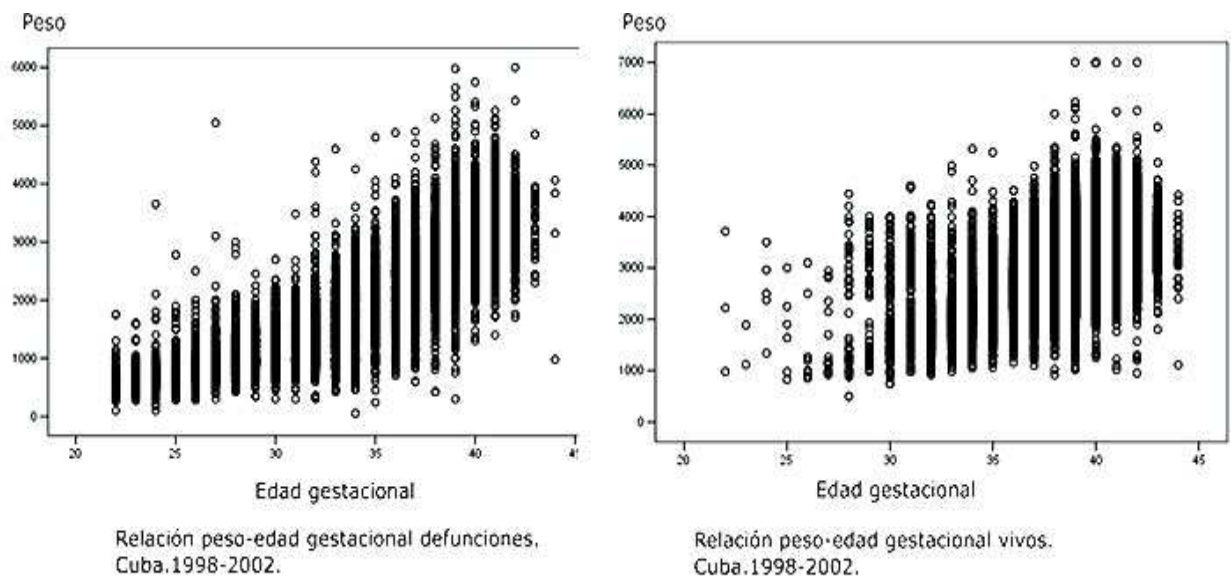 Peso
6000
5000
4000
3000
2000
1000
0
20 25 30 35 40
Edad gestacional
Relación peso-edad gestacional defunciones.
Cuba.1998-2002.
Peso
7000
6000
5000
4000
3000
2000
1000
0
20 25 30 35 40 45
Edad gestacional
Relación peso-edad gestacional vivos.
Cuba.1998-2002.